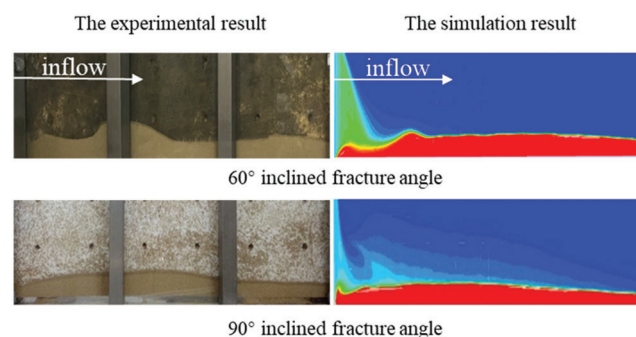 The experimental result
The simulation result
inflow
inflow
60° inclined fracture angle
90° inclined fracture angle